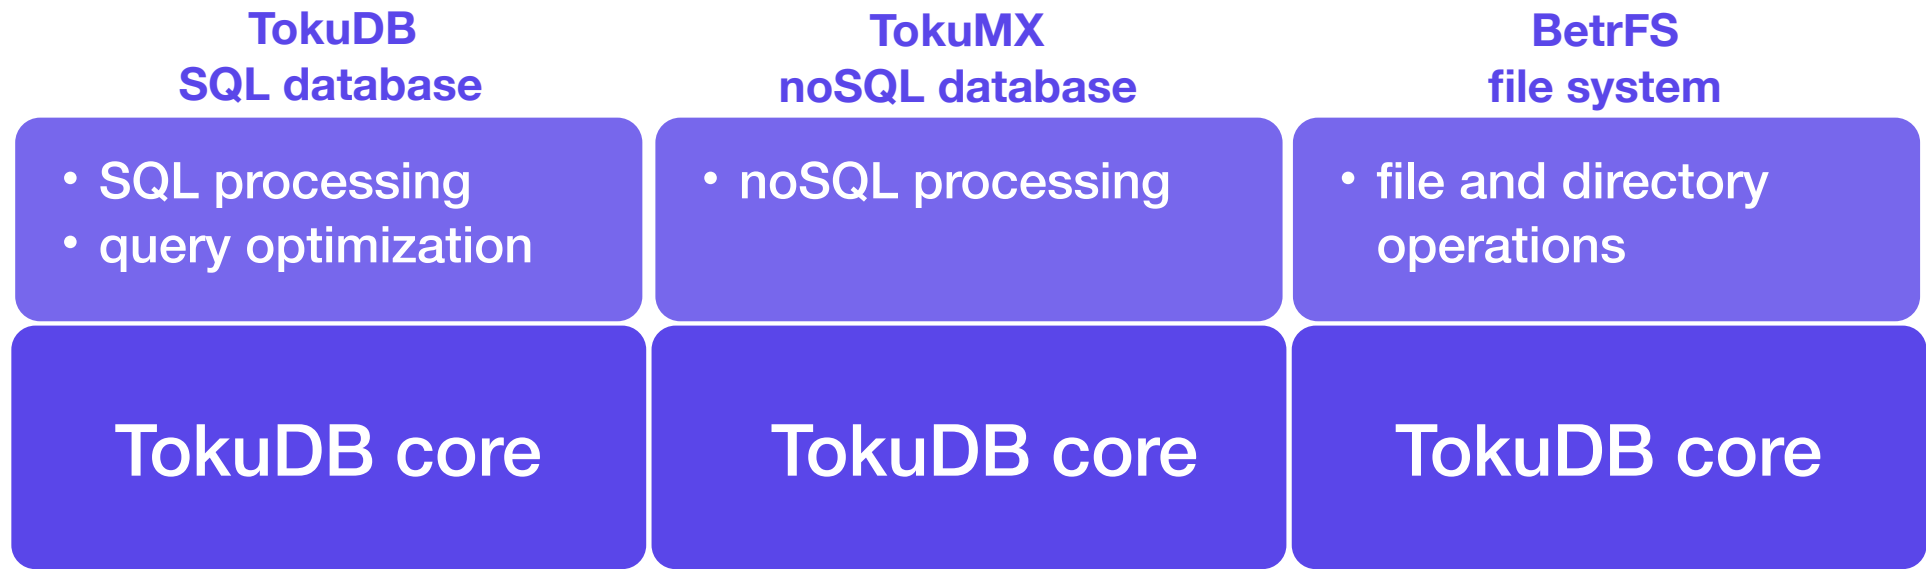 TokuDB
SQL database
• SQL processing
• query optimization
TokuDB core
TokuMX
noSQL database
• noSQL processing
TokuDB core
BetrFS
file system
• file and directory
operations
TokuDB core